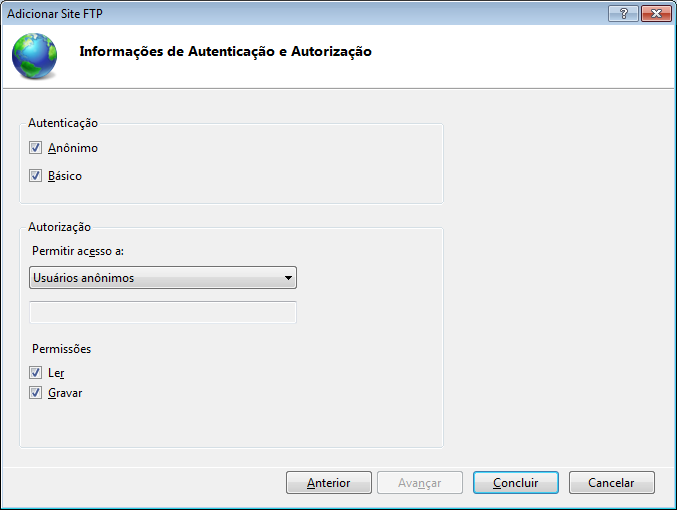 Adicionar Site FTP
?
Informações de Autenticação e Autorização
Autenticação
Anônimo
Básico
Autorização
Permitir acesso a:
Usuários anônimos
Permissões
Ler
Gravar
Anterior Avançar Concluir Cancelar